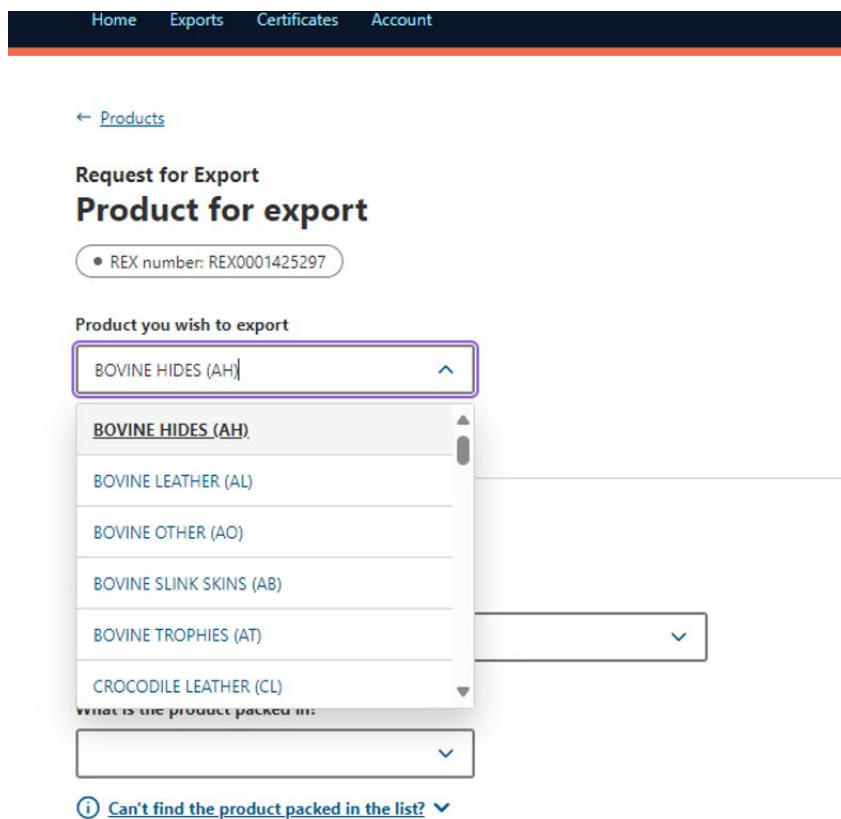 Home Exports Certificates Account
← Products
Request for Export
Product for export
• REX number: REX0001425297
Product you wish to export
BOVINE HIDES (AH)
BOVINE HIDES (AH)
BOVINE LEATHER (AL)
BOVINE OTHER (AO)
BOVINE SLINK SKINS (AB)
BOVINE TROPHIES (AT)
CROCODILE LEATHER (CL)
What is the product packed in?
Can't find the product packed in the list?